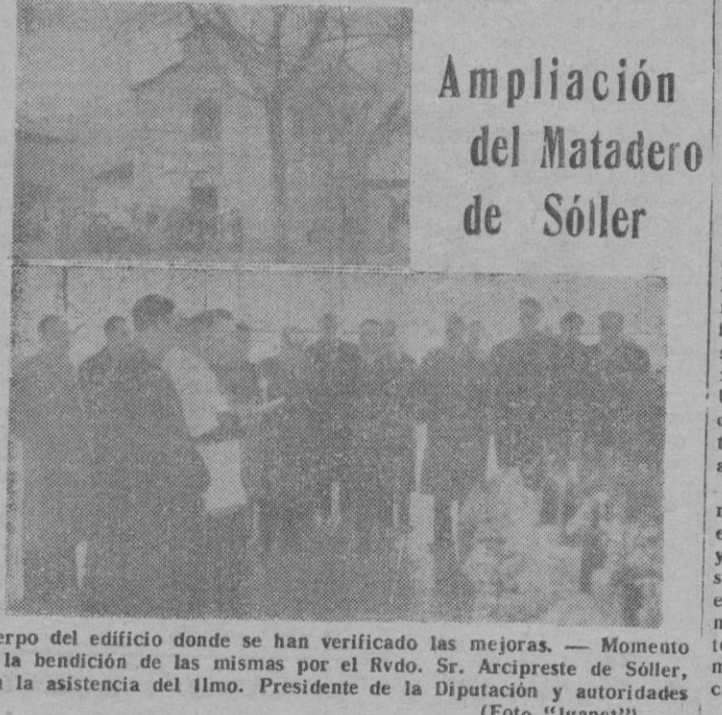 Ampliación
del Matadero
de Sóller
erpo del edificio donde se han verificado las mejoras. — Momento
la bendición de las mismas por el Rvdo. Sr. Arcipreste de Sóller,
la asistencia del Ilmo. Presidente de la Diputación y autoridades
(Foto